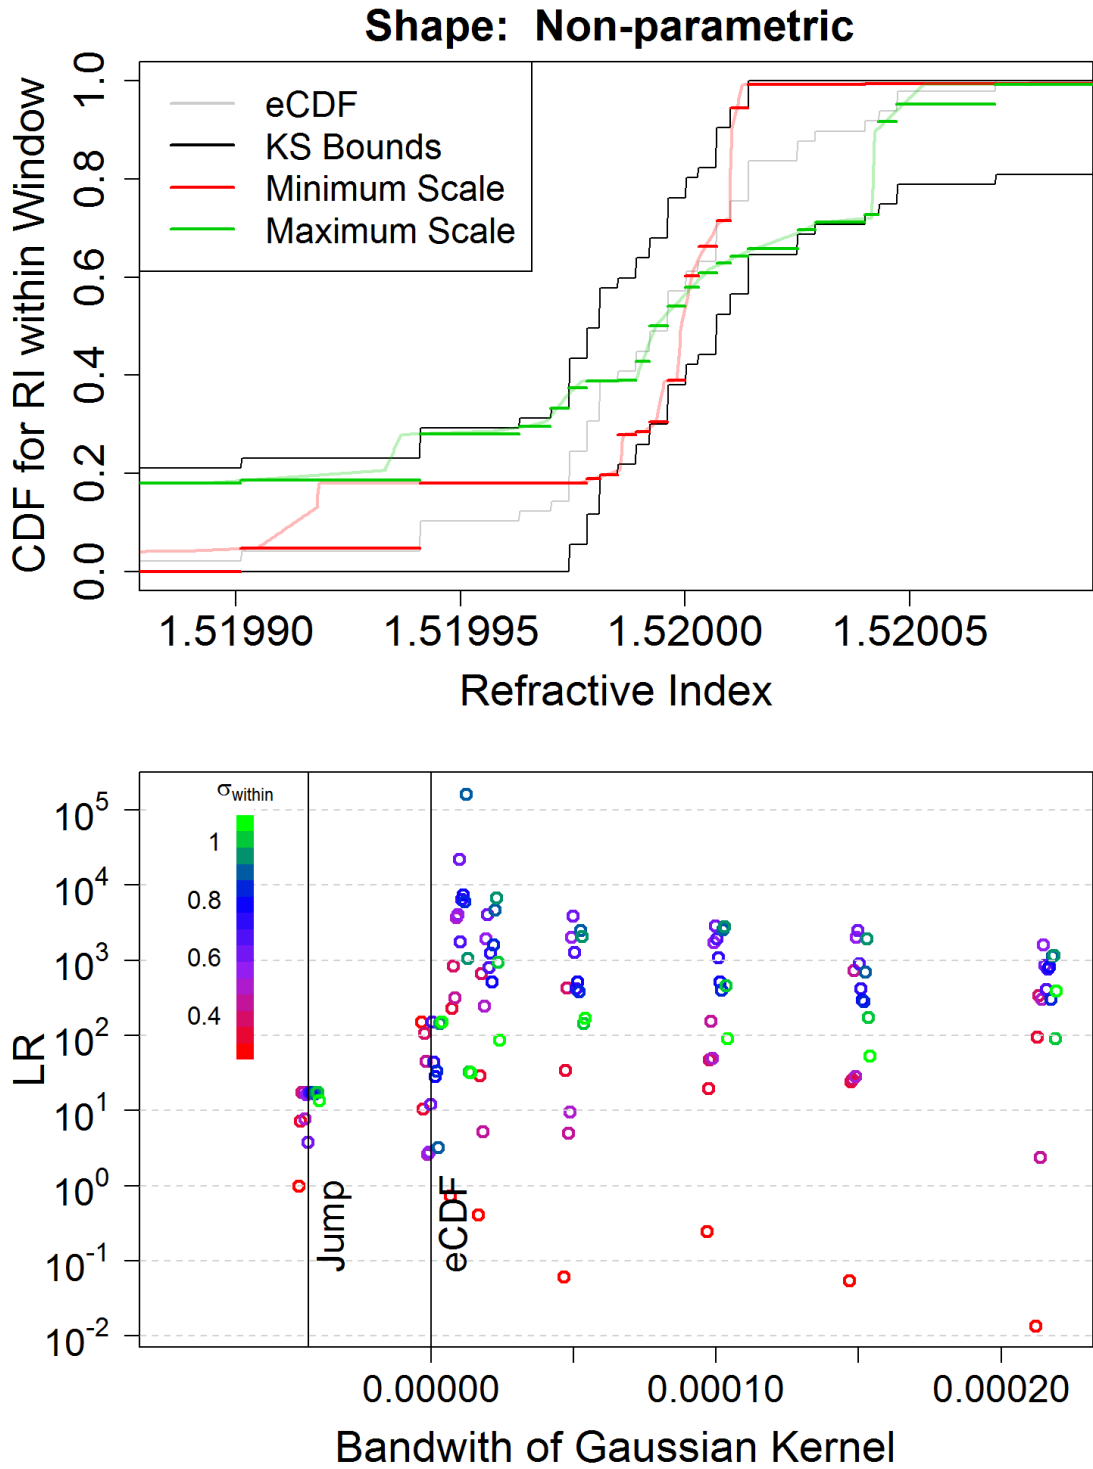 Shape:  Non-parametric
CDF for RI within Window
1.0
0.8
0.6
0.4
0.2
0.0
eCDF
KS Bounds
Minimum Scale
Maximum Scale
1.51990 1.51995 1.52000 1.52005
Refractive Index
LR
10^5
10^4
10^3
10^2
10^1
10^0
10^-1
10^-2
σwithin
1
0.8
0.6
0.4
Jump
eCDF
0.00000 0.00010 0.00020
Bandwith of Gaussian Kernel